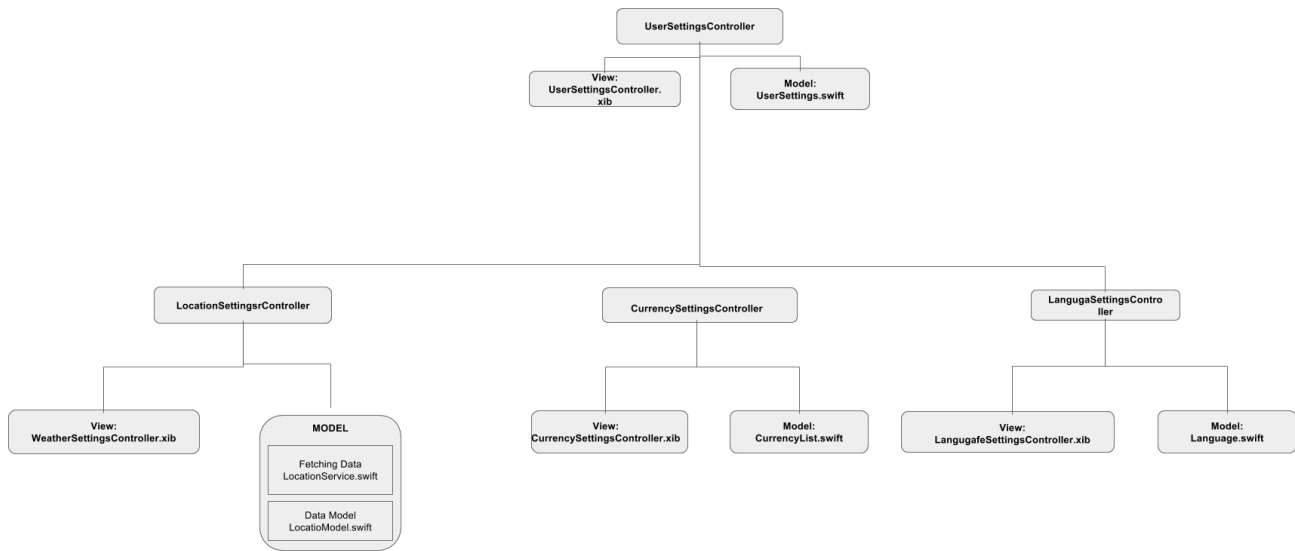 UserSettingsController
View:
UserSettingsController.
xib
Model:
UserSettings.swift
LocationSettingsrController
CurrencySettingsController
LangugaSettingsContro
ller
View:
WeatherSettingsController.xib
MODEL
Fetching Data
LocationService.swift
Data Model
LocatioModel.swift
View:
CurrencySettingsController.xib
Model:
CurrencyList.swift
View:
LangugafeSettingsController.xib
Model:
Language.swift